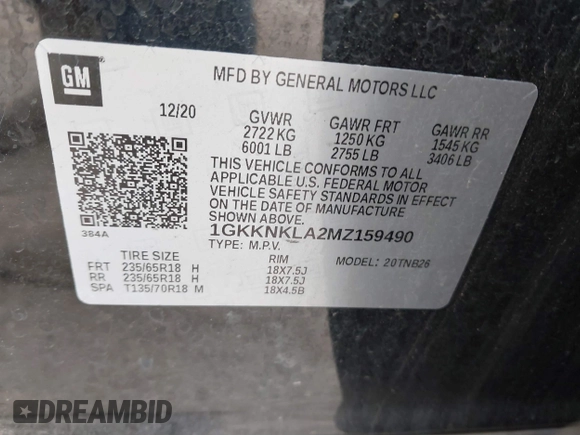 GM
MFD BY GENERAL MOTORS LLC
12/20 GVWR GAWR FRT GAWR RR
2722 KG 1250 KG 1545 KG
6001 LB 2755 LB 3406 LB
THIS VEHICLE CONFORMS TO ALL
APPLICABLE U.S. FEDERAL MOTOR
VEHICLE SAFETY STANDARDS IN
EFFECT ON THE DATE OF MANUFACTURE
SHOWN ABOVE.
384A
1GKKNKLA2MZ159490
TYPE: M.P.V. MODEL: 20TNB26
TIRE SIZE RIM
FRT 235/65R18 H 18X7.5J
RR 235/65R18 H 18X7.5J
SPA T135/70R18 M 18X4.5B
DREAMBID